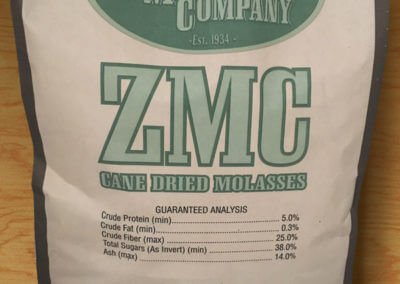 COMPANY
-EST. 1934-
ZMC
CANE DRIED MOLASSES
GUARANTEED ANALYSIS
Crude Protein (min)........................ 5.0%
Crude Fat (min)........................ 0.3%
Crude Fiber (max)........................ 25.0%
Total Sugars (As Invert) (min)........................ 38.0%
Ash (max)........................ 14.0%